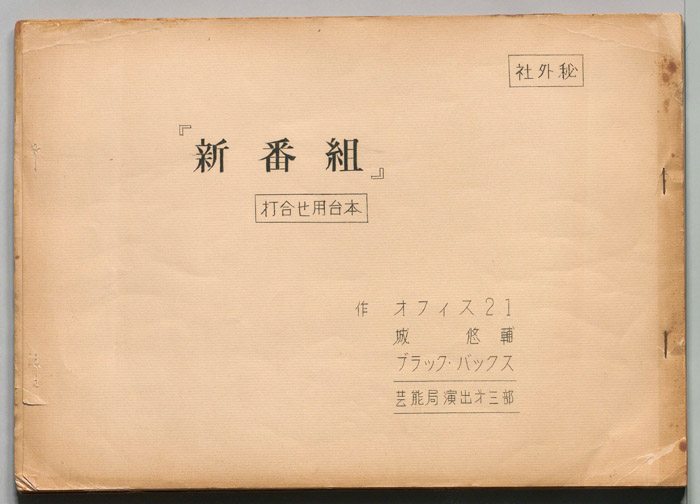 社外秘
『新番組』
打合せ用台本
作 オフィス21
城 悠輔
ブラック・バックス
芸能局演出才三部